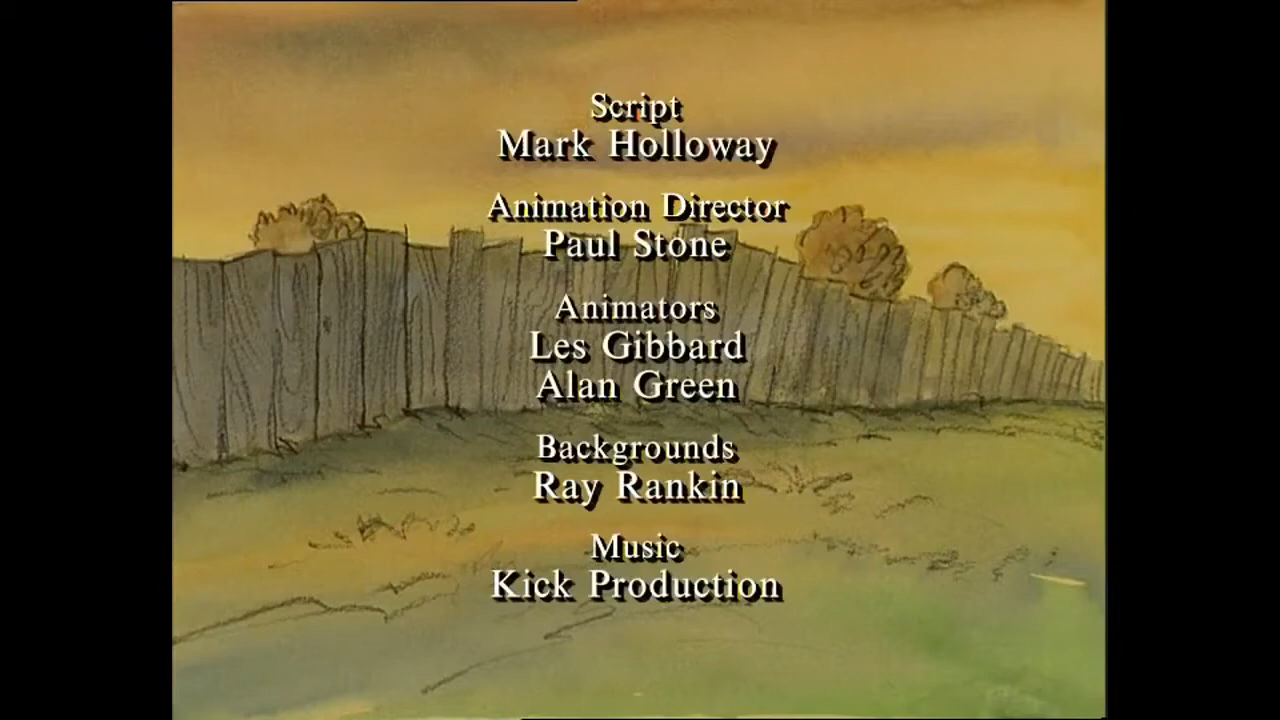 Script
Mark Holloway
Animation Director
Paul Stone
Animators
Les Gibbard
Alan Green
Backgrounds
Ray Rankin
Music
Kick Production